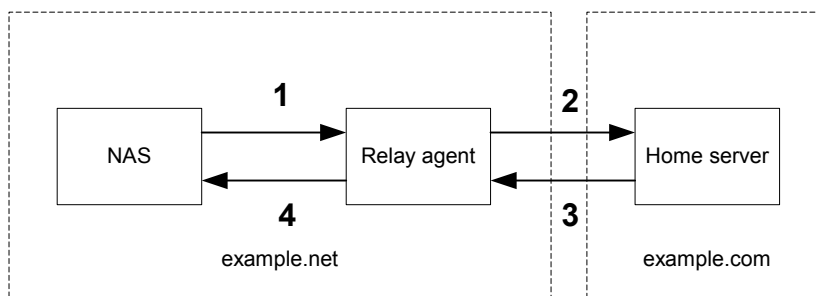 1
2
NAS
Relay agent
Home server
4
3
example.net
example.com